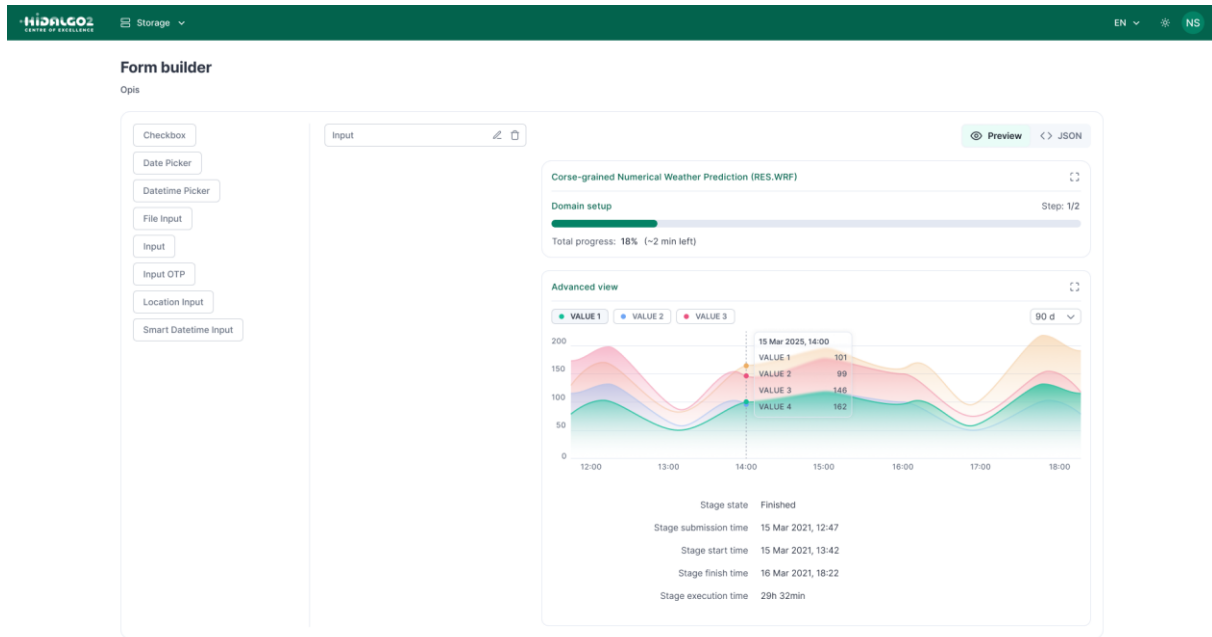 HiDALGO2
CENTRE OF EXCELLENCE
Storage
EN
NS
Form builder
Opis
Checkbox
Date Picker
Datetime Picker
File Input
Input
Input OTP
Location Input
Smart Datetime Input
Input
Preview
JSON
Corse-grained Numerical Weather Prediction (RES.WRF)
Domain setup
Step: 1/2
Total progress: 18% (~2 min left)
Advanced view
VALUE 1
VALUE 2
VALUE 3
90 d
200
150
100
50
0
15 Mar 2025, 14:00
VALUE 1 101
VALUE 2 99
VALUE 3 146
VALUE 4 162
12:00 13:00 14:00 15:00 16:00 17:00 18:00
Stage state Finished
Stage submission time 15 Mar 2021, 12:47
Stage start time 15 Mar 2021, 13:42
Stage finish time 16 Mar 2021, 18:22
Stage execution time 29h 32min